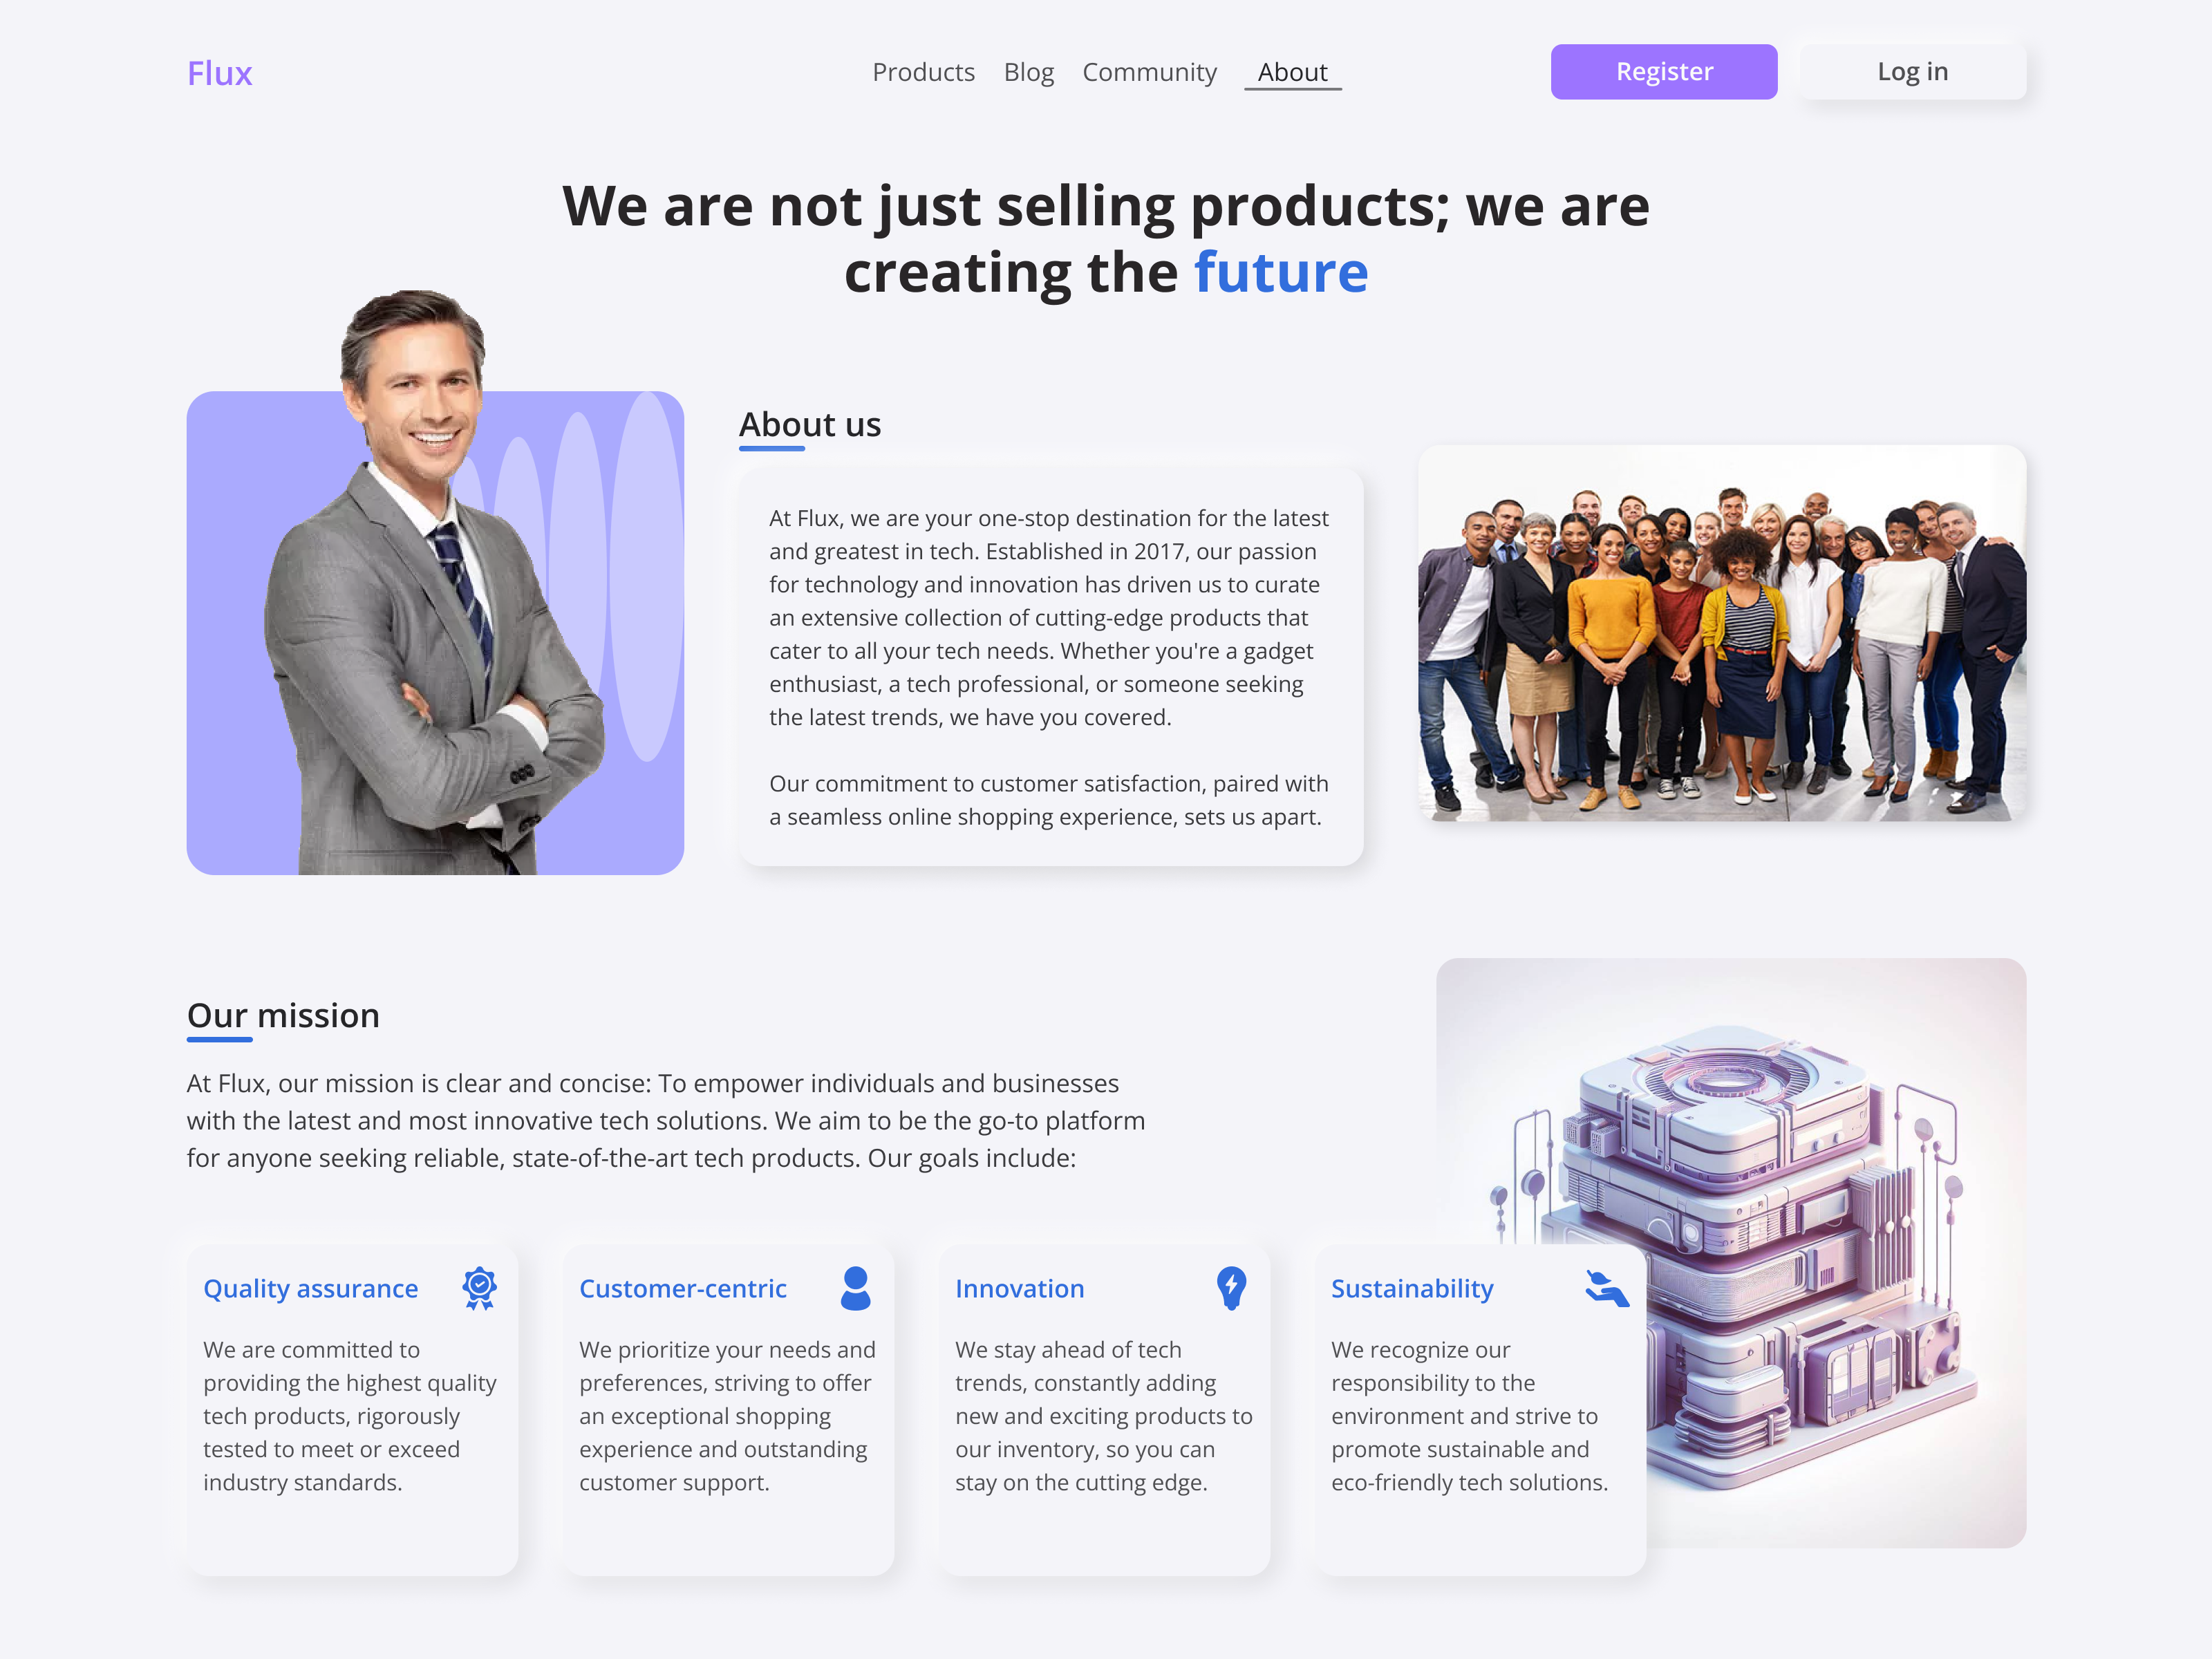 Flux
Products Blog Community About
Register
Log in
We are not just selling products; we are
creating the future
About us
At Flux, we are your one-stop destination for the latest
and greatest in tech. Established in 2017, our passion
for technology and innovation has driven us to curate
an extensive collection of cutting-edge products that
cater to all your tech needs. Whether you're a gadget
enthusiast, a tech professional, or someone seeking
the latest trends, we have you covered.
Our commitment to customer satisfaction, paired with
a seamless online shopping experience, sets us apart.
Our mission
At Flux, our mission is clear and concise: To empower individuals and businesses
with the latest and most innovative tech solutions. We aim to be the go-to platform
for anyone seeking reliable, state-of-the-art tech products. Our goals include:
Quality assurance
We are committed to
providing the highest quality
tech products, rigorously
tested to meet or exceed
industry standards.
Customer-centric
We prioritize your needs and
preferences, striving to offer
an exceptional shopping
experience and outstanding
customer support.
Innovation
We stay ahead of tech
trends, constantly adding
new and exciting products to
our inventory, so you can
stay on the cutting edge.
Sustainability
We recognize our
responsibility to the
environment and strive to
promote sustainable and
eco-friendly tech solutions.